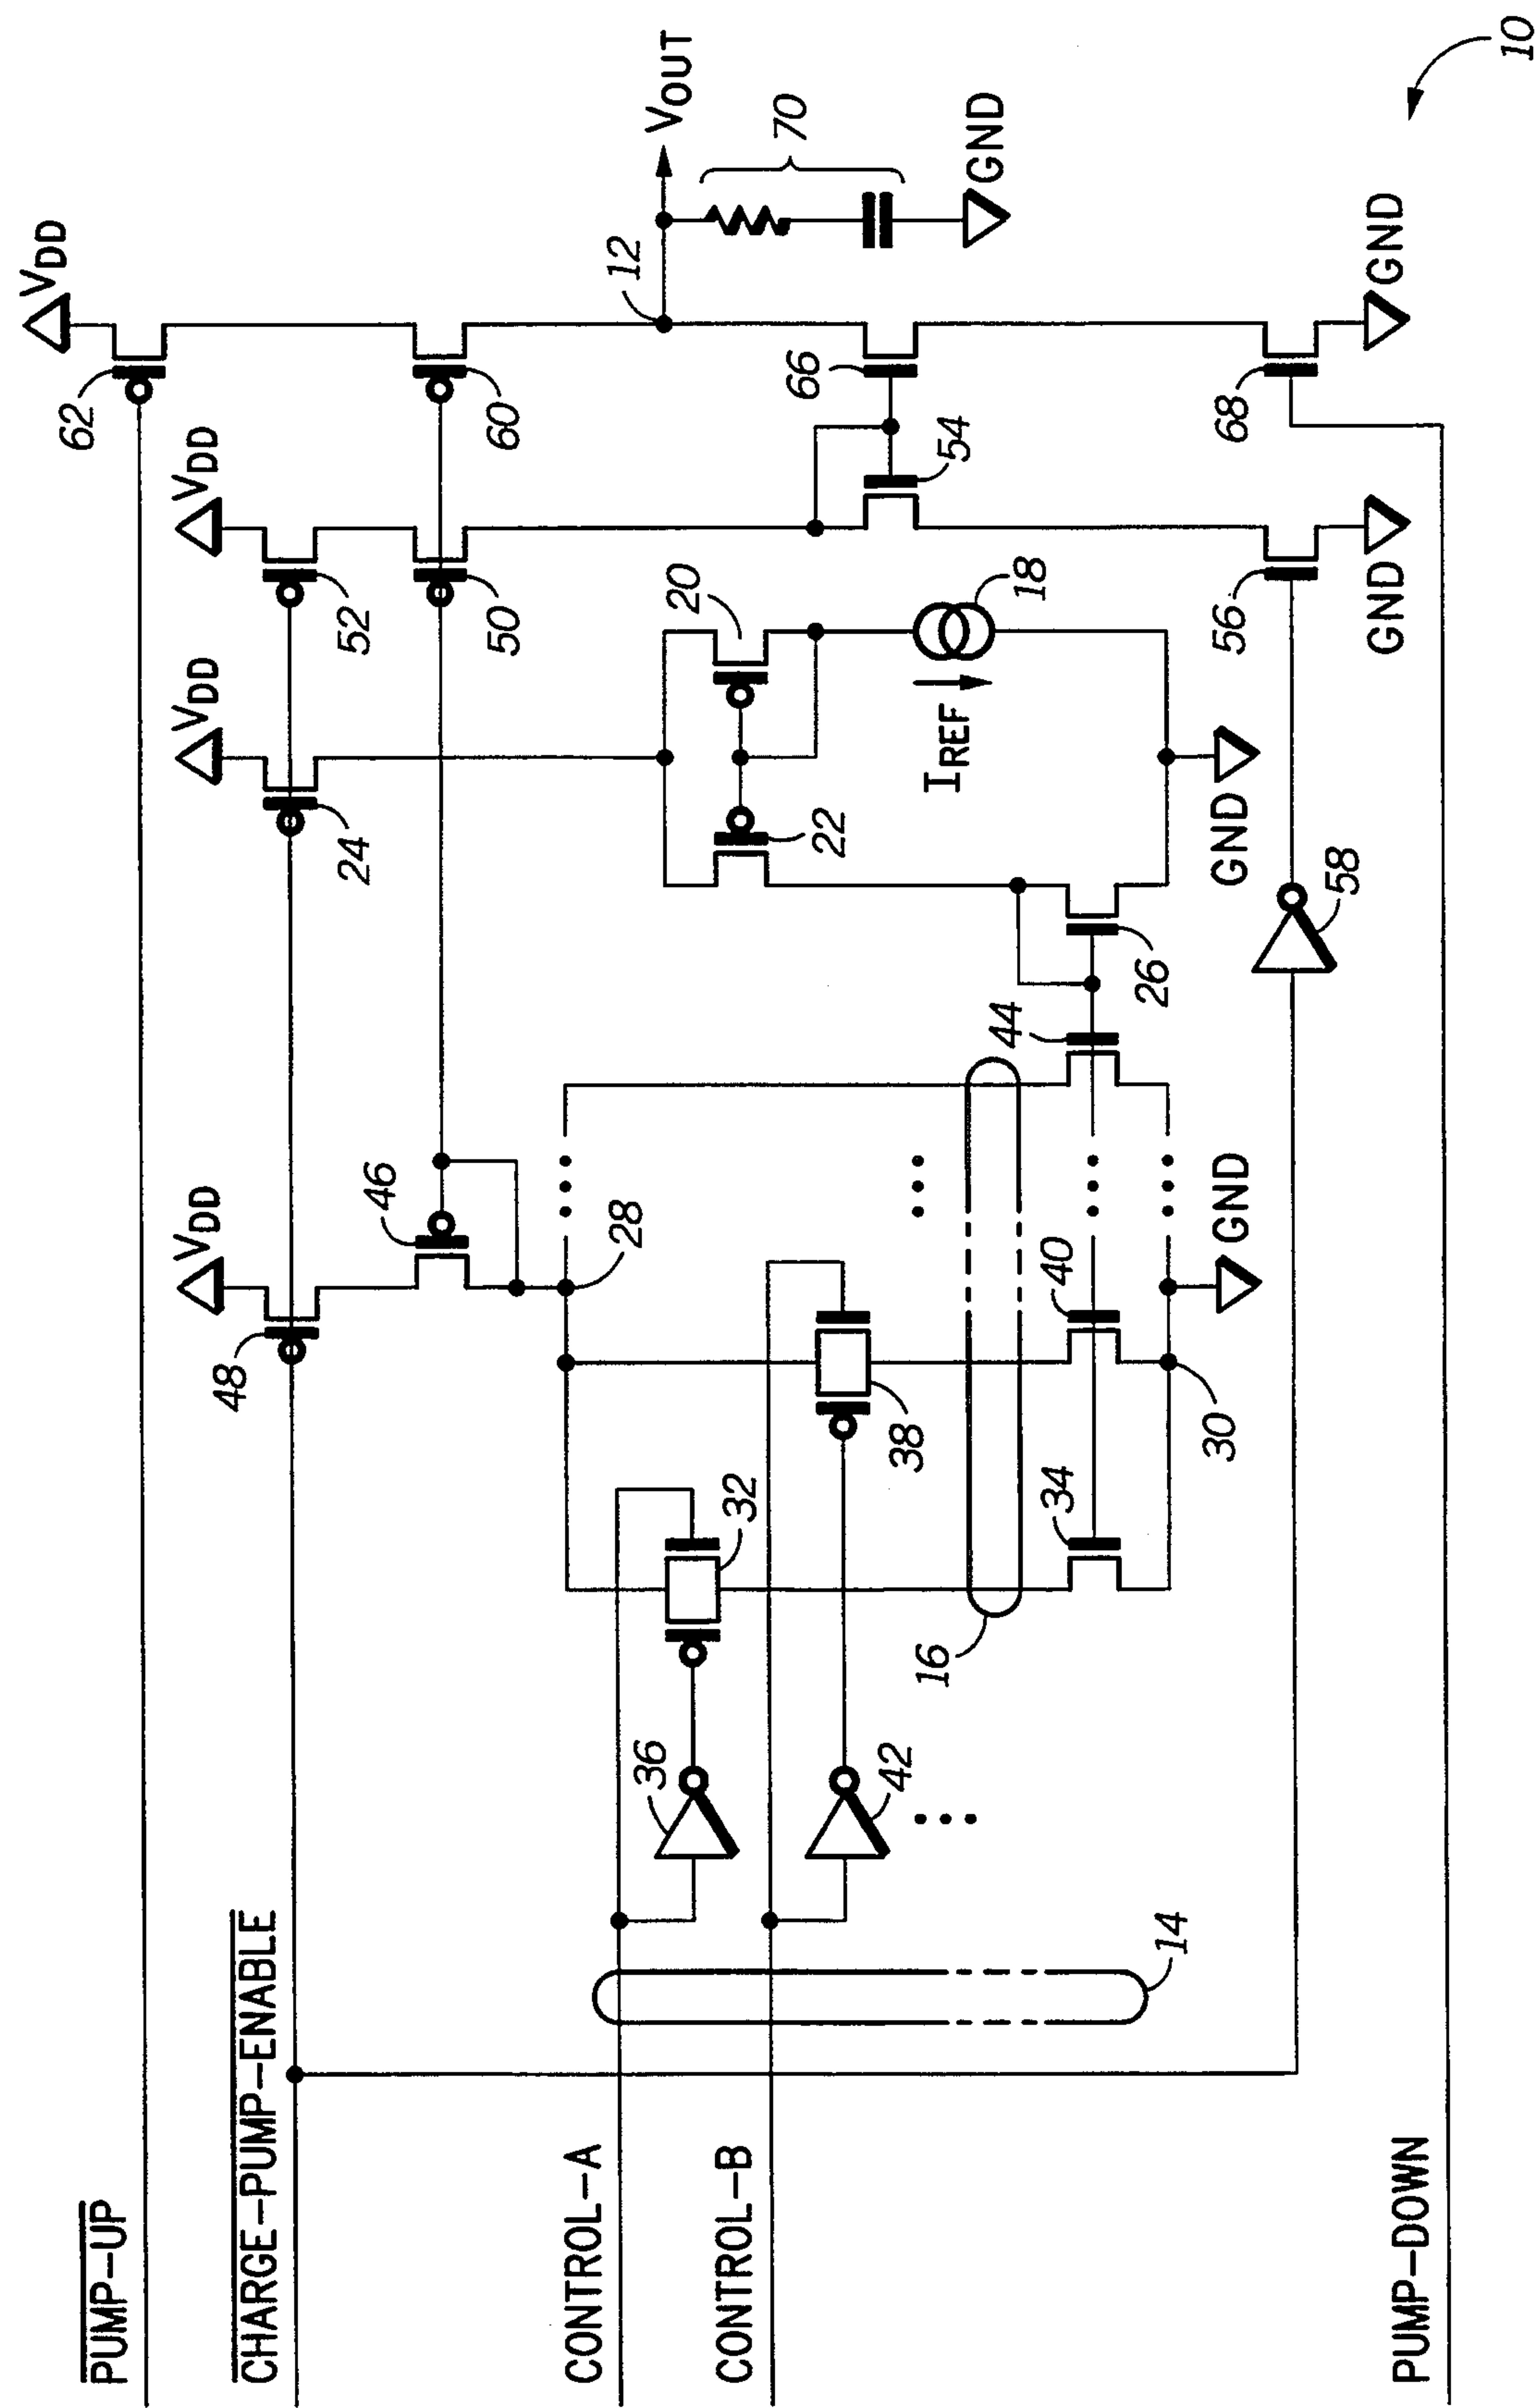 VDD
62
VDD
VDD
VDD
52
24
48
60
50
46
12
VOUT
70
GND
20
22
66
54
18
IREF
28
44
26
32
38
16
40
34
30
36
42
GND
68
GND
56
GND
GND
58
14
10
PUMP-UP
CHARGE-PUMP-ENABLE
CONTROL-A
CONTROL-B
PUMP-DOWN